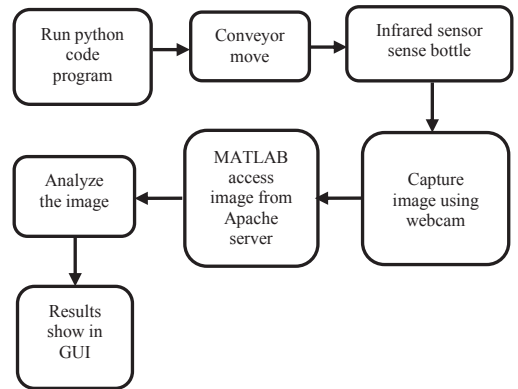 Run python
code
program
Conveyor
move
Infrared sensor
sense bottle
Capture
image using
webcam
MATLAB
access
image from
Apache
server
Analyze
the image
Results
show in
GUI